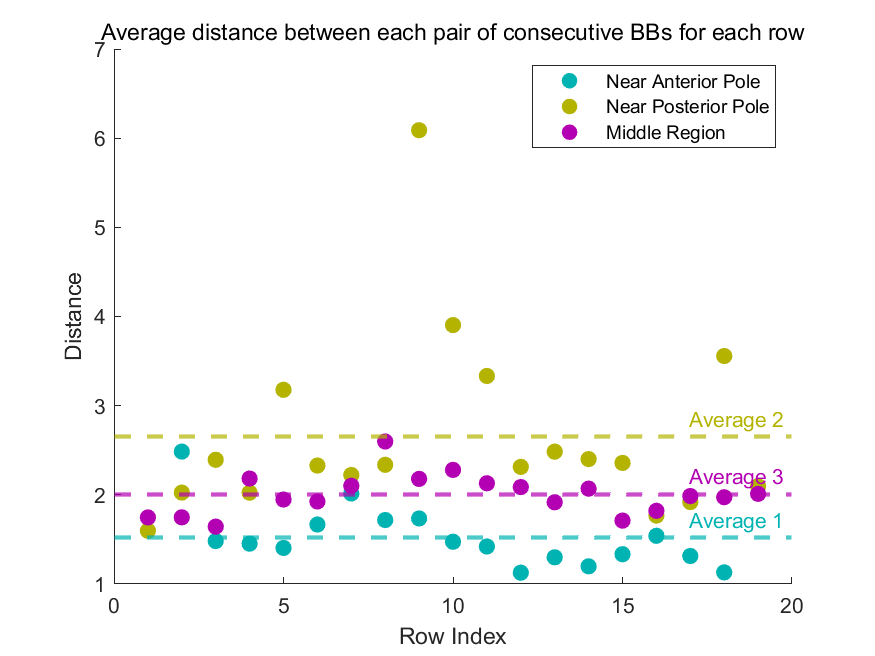 Average distance between each pair of consecutive BBs for each row
Near Anterior Pole
Near Posterior Pole
Middle Region
7
6
5
4
3
2
1
Distance
Average 2
Average 3
Average 1
0
5
10
15
20
Row Index